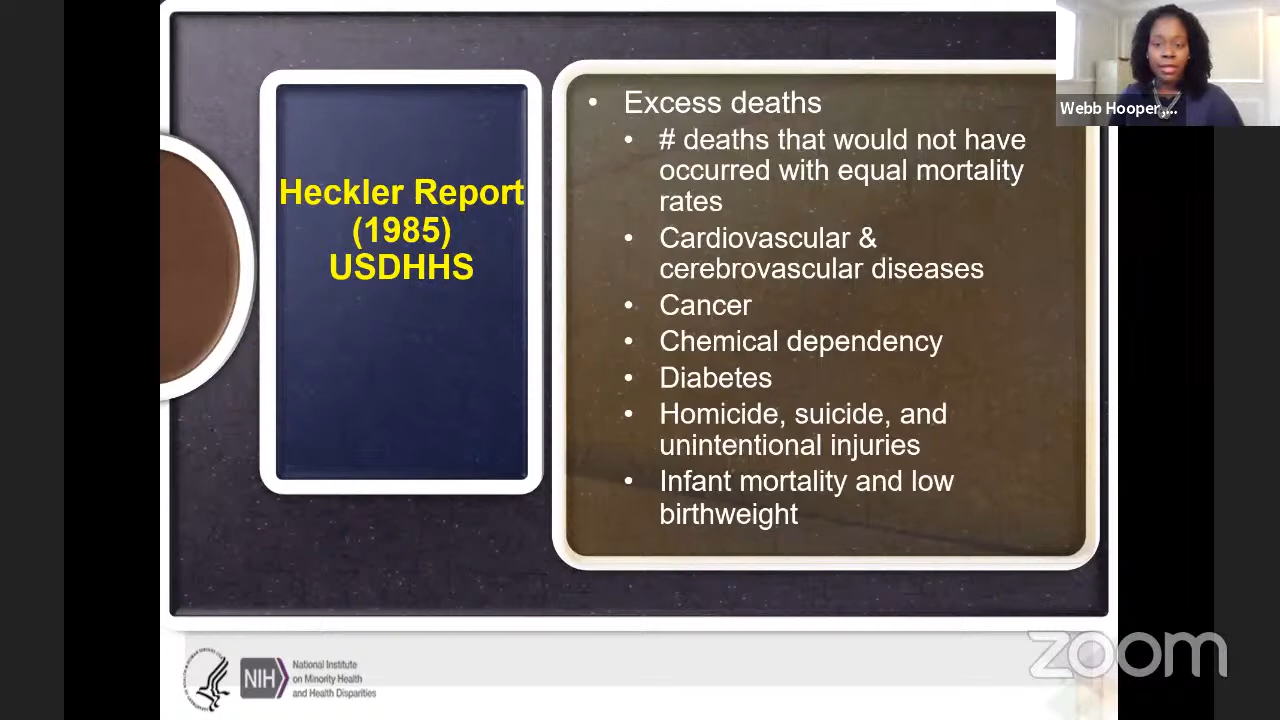 Heckler Report
(1985)
USDHHS
• Excess deaths
• # deaths that would not have
occurred with equal mortality
rates
• Cardiovascular &
cerebrovascular diseases
• Cancer
• Chemical dependency
• Diabetes
• Homicide, suicide, and
unintentional injuries
• Infant mortality and low
birthweight
Webb Hooper,...
NIH
National Institute
on Minority Health
and Health Disparities
zoom